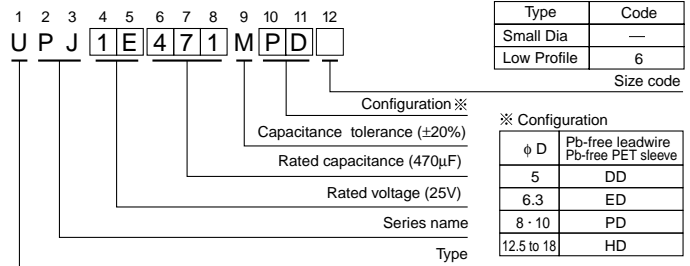 1 2 3 4 5 6 7 8 9 10 11 12
U P J 1 E 4 7 1 M P D
Type Code
Small Dia —
Low Profile 6
Size code
Configuration ※
Capacitance tolerance (±20%)
Rated capacitance (470µF)
Rated voltage (25V)
Series name
Type
※ Configuration
ϕ D Pb-free leadwire
Pb-free PET sleeve
5 DD
6.3 ED
8 · 10 PD
12.5 to 18 HD